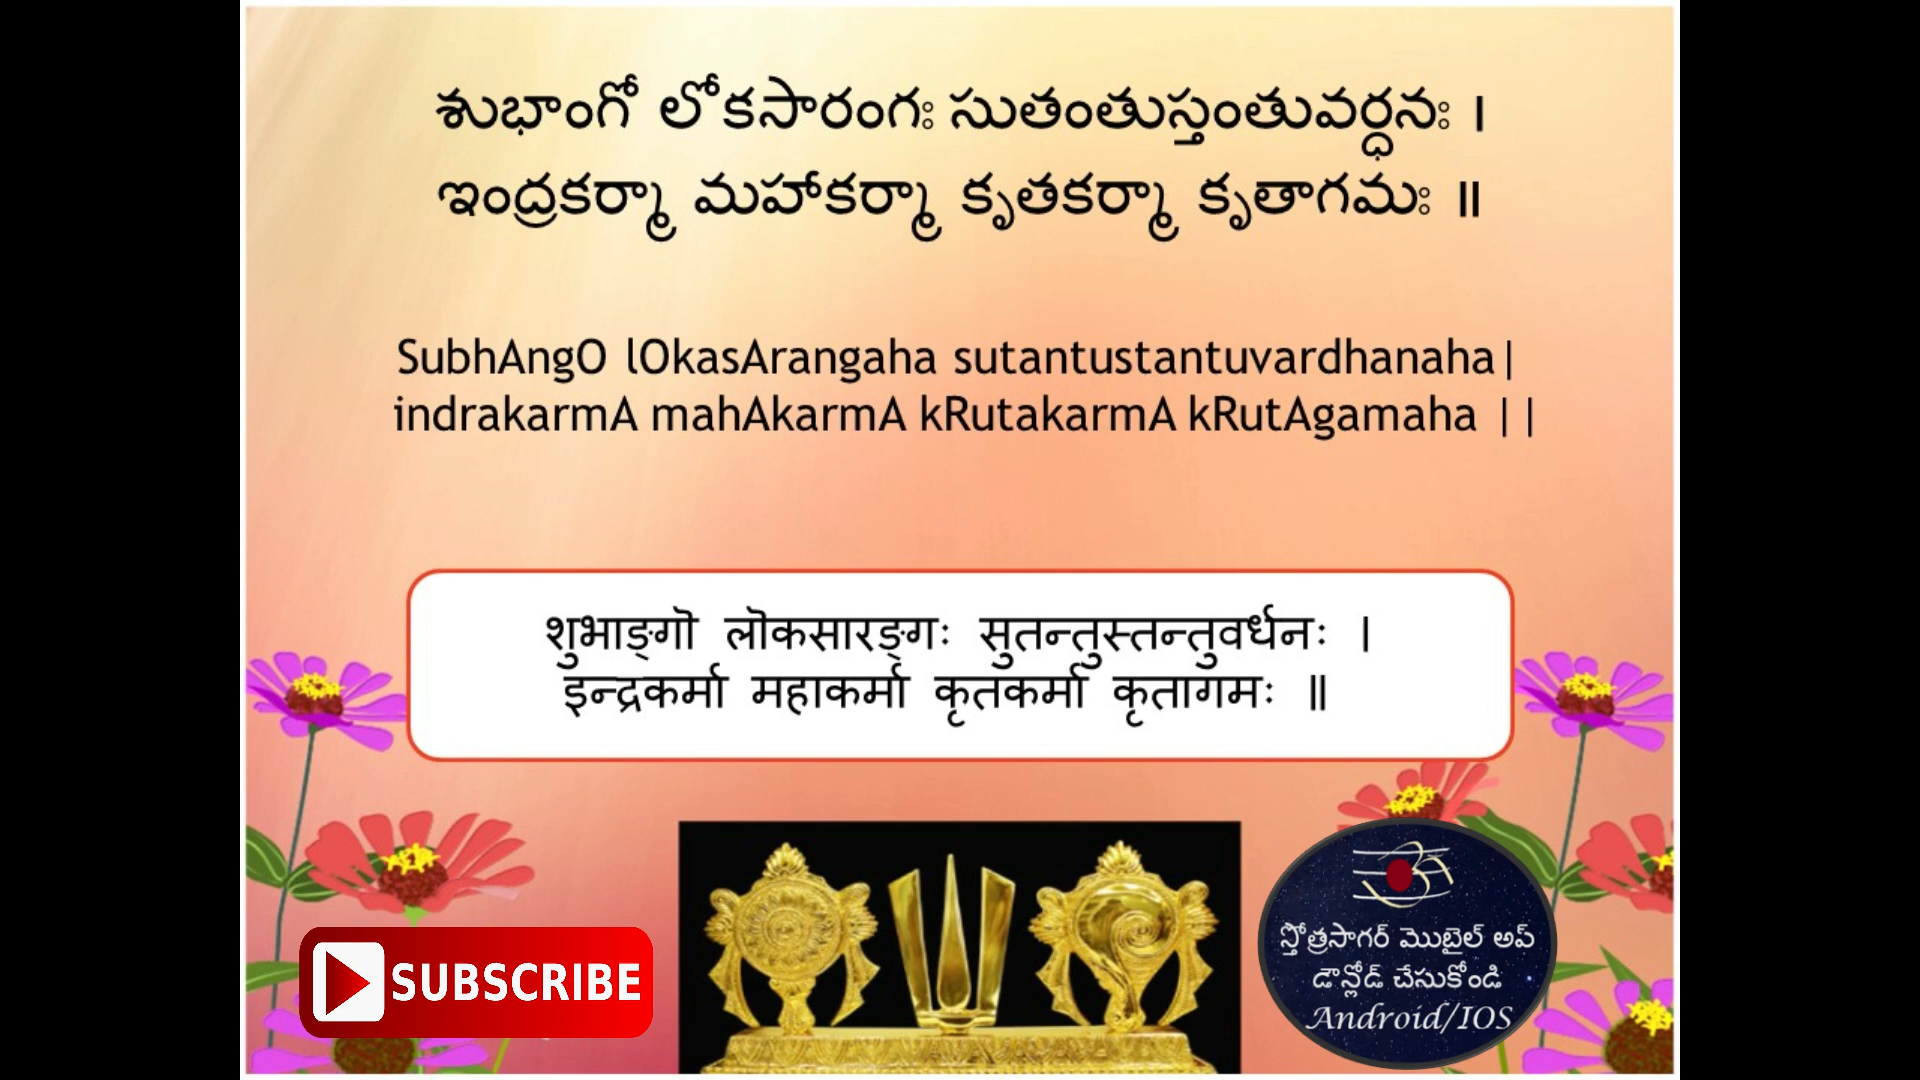 శుభాంగో లోకసారంగః సుతంతుస్తంతువర్ధనః ।
ఇంద్రకర్మా మహాకర్మా కృతకర్మా కృతాగమః ॥
SubhAngO lOkasArangaha sutantustantuvardhanaha|
indrakarmA mahAkarmA kRutakarmA kRutAgamaha ||
शुभाङ्गॊ लॊकसारङ्गः सुतन्तुस्तन्तुवर्धनः ।
इन्द्रकर्मा महाकर्मा कृतकर्मा कृतागमः ॥
SUBSCRIBE
స్తోత్రసాగర్ మొబైల్ అప్
డౌన్లోడ్ చేసుకోండి
Android/IOS